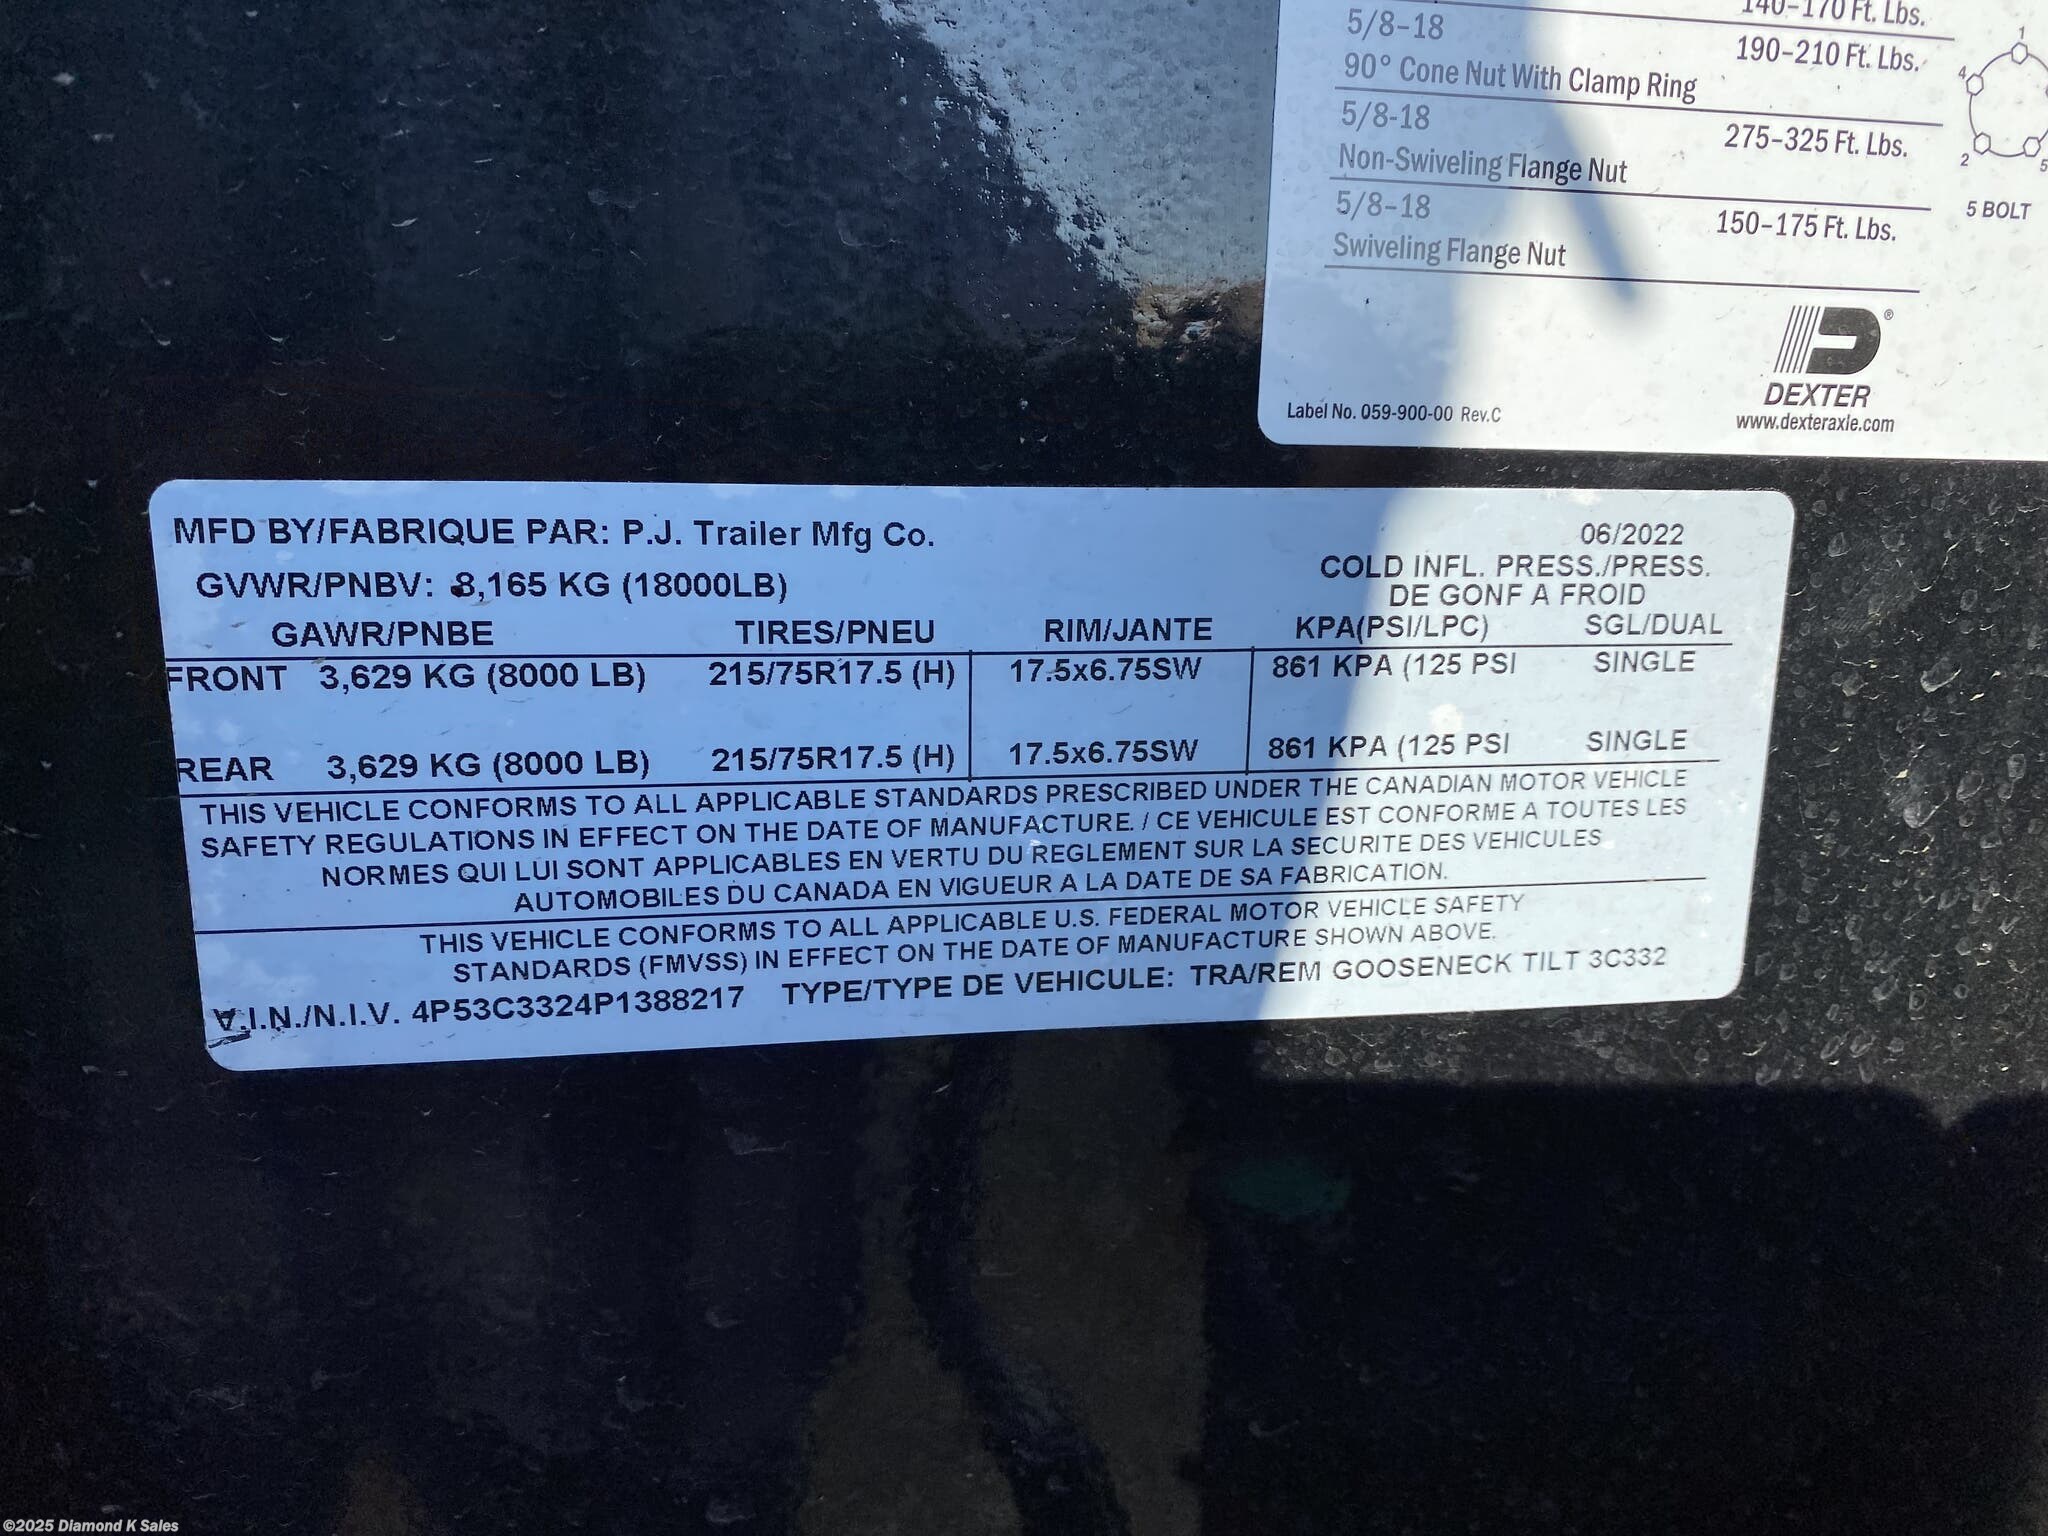 140-170 Ft. Lbs.
5/8-18 190-210 Ft. Lbs.
90° Cone Nut With Clamp Ring
5/8-18 275-325 Ft. Lbs.
Non-Swiveling Flange Nut
5/8-18 150-175 Ft. Lbs.
Swiveling Flange Nut
1
4
2
5
5 BOLT
DEXTER
www.dexteraxle.com
Label No. 059-900-00 Rev.C
MFD BY/FABRIQUE PAR: P.J. Trailer Mfg Co. 06/2022
GVWR/PNBV: 8,165 KG (18000LB) COLD INFL. PRESS./PRESS.
DE GONF A FROID
GAWR/PNBE TIRES/PNEU RIM/JANTE KPA(PSI/LPC) SGL/DUAL
FRONT 3,629 KG (8000 LB) 215/75R17.5 (H) 17.5x6.75SW 861 KPA (125 PSI SINGLE
REAR 3,629 KG (8000 LB) 215/75R17.5 (H) 17.5x6.75SW 861 KPA (125 PSI SINGLE
THIS VEHICLE CONFORMS TO ALL APPLICABLE STANDARDS PRESCRIBED UNDER THE CANADIAN MOTOR VEHICLE
SAFETY REGULATIONS IN EFFECT ON THE DATE OF MANUFACTURE. / CE VEHICULE EST CONFORME A TOUTES LES
NORMES QUI LUI SONT APPLICABLES EN VERTU DU REGLEMENT SUR LA SECURITE DES VEHICULES
AUTOMOBILES DU CANADA EN VIGUEUR A LA DATE DE SA FABRICATION.
THIS VEHICLE CONFORMS TO ALL APPLICABLE U.S. FEDERAL MOTOR VEHICLE SAFETY
STANDARDS (FMVSS) IN EFFECT ON THE DATE OF MANUFACTURE SHOWN ABOVE.
V.I.N./N.I.V. 4P53C3324P1388217 TYPE/TYPE DE VEHICULE: TRA/REM GOOSENECK TILT 3C332
©2025 Diamond K Sales